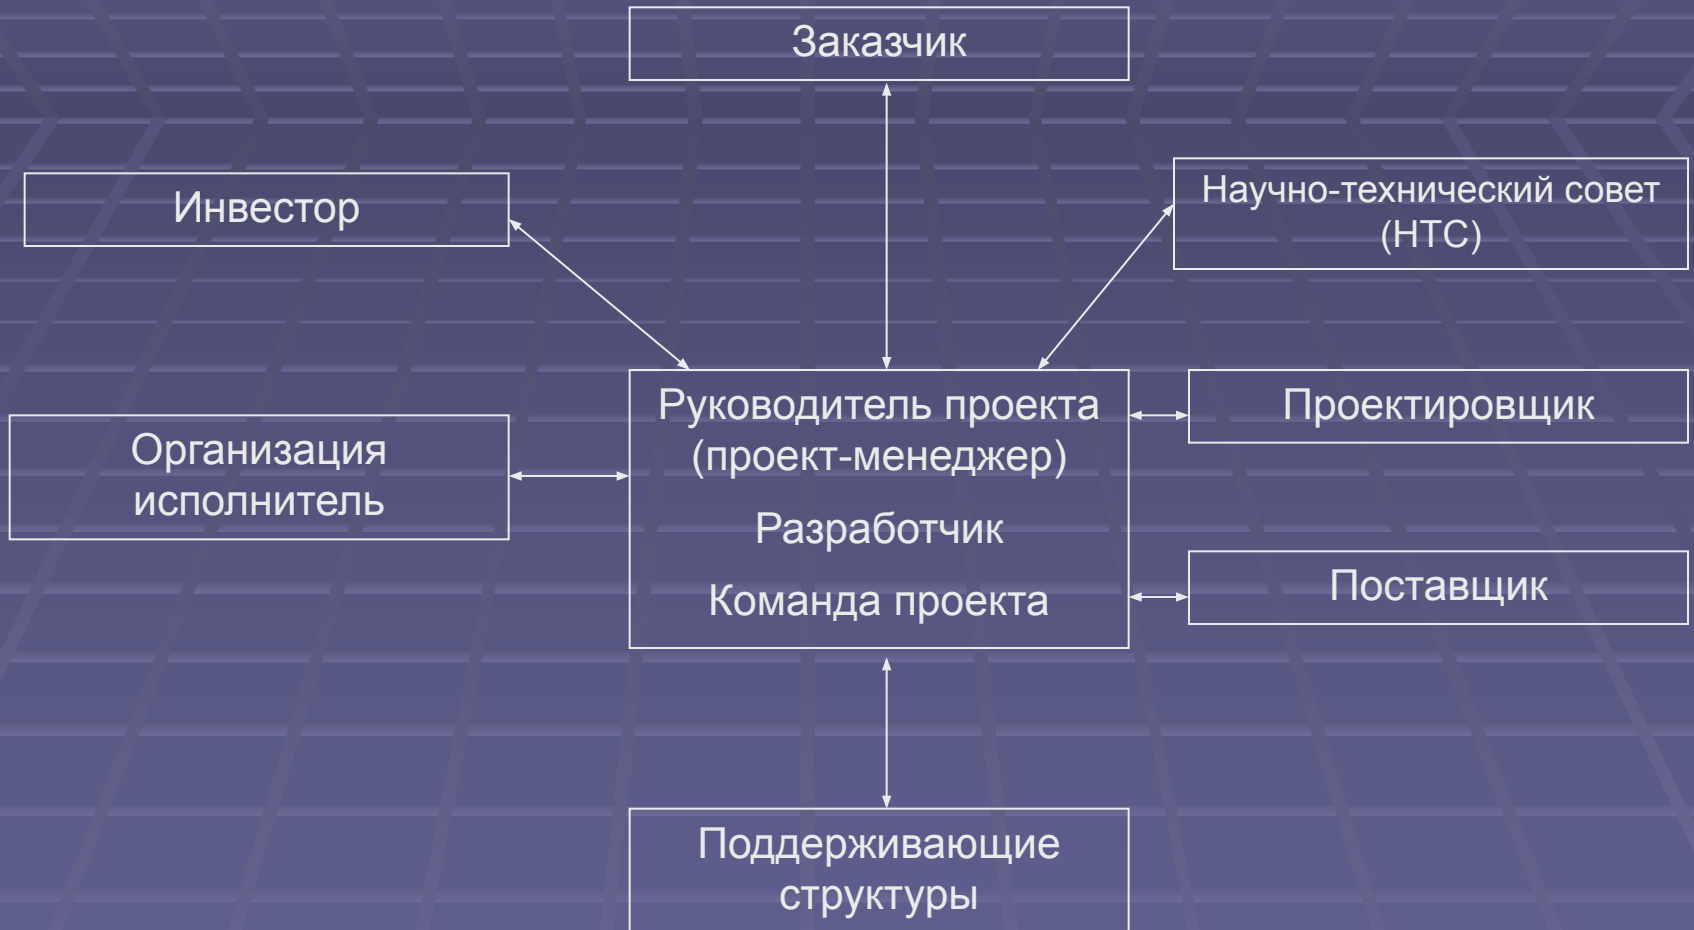 Заказчик
Инвестор
Научно-технический совет
(НТС)
Руководитель проекта
(проект-менеджер)
Разработчик
Команда проекта
Организация
исполнитель
Проектировщик
Поставщик
Поддерживающие
структуры